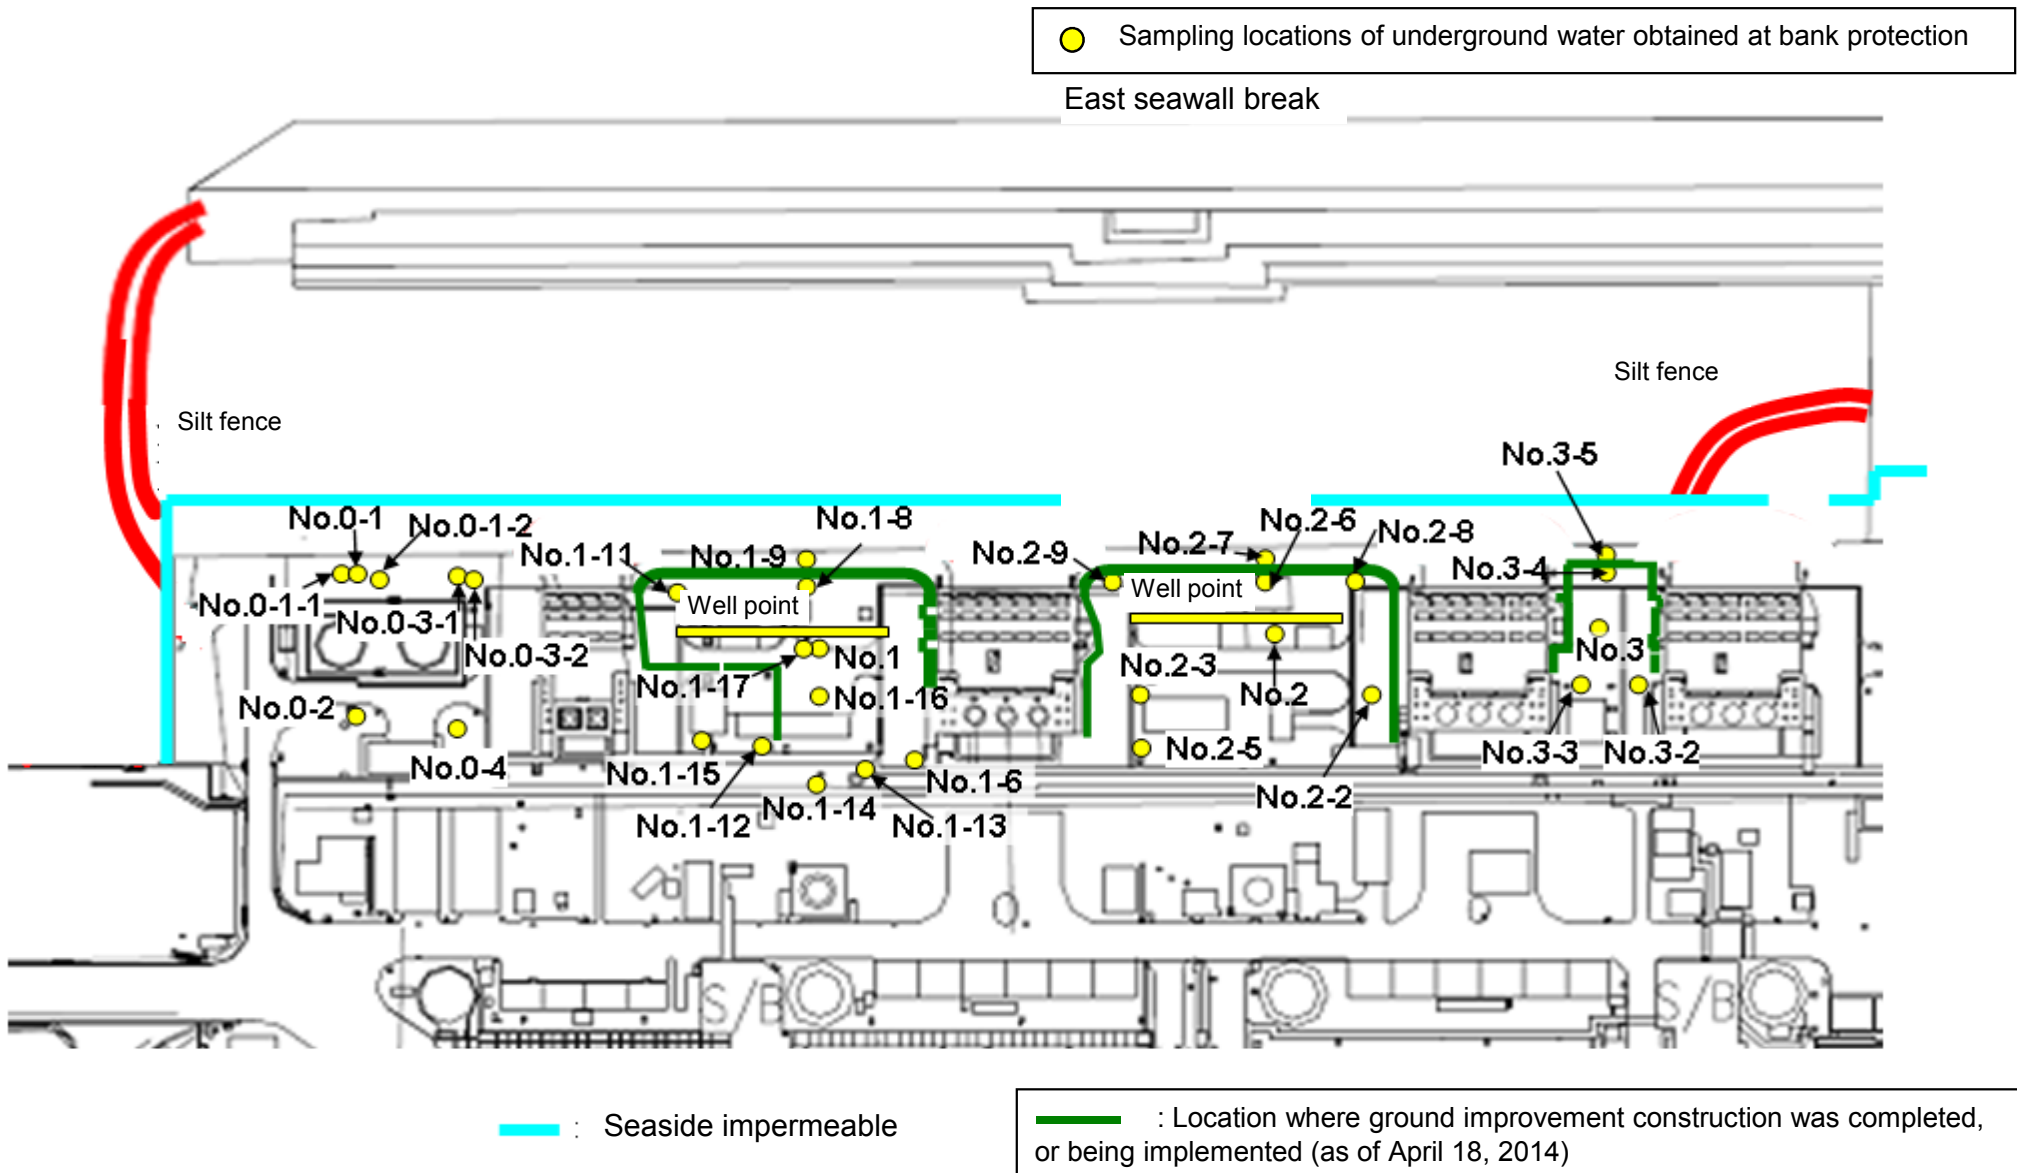 Sampling locations of underground water obtained at bank protection
East seawall break
Silt fence
Silt fence
No.3-5
No.0-1
No.0-1-2
No.1-8
No.2-6
No.2-8
No.1-11
No.1-9
No.2-9
No.2-7
No.3-4
No.0-1-1
No.0-3-1
Well point
Well point
No.0-3-2
No.1
No.3
No.1-17
No.1-16
No.2-3
No.2
No.0-2
No.0-4
No.1-15
No.1-6
No.2-5
No.3-3
No.3-2
No.1-12
No.1-14
No.1-13
No.2-2
S/B
S/B
: Seaside impermeable
: Location where ground improvement construction was completed,
or being implemented (as of April 18, 2014)